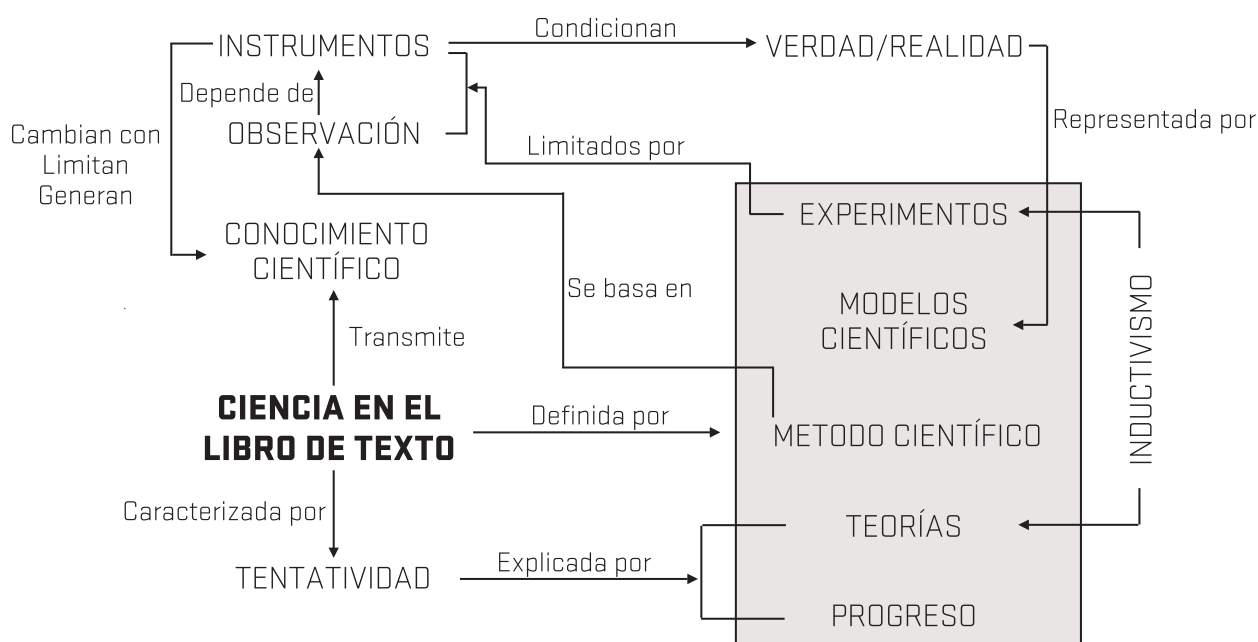 INSTRUMENTOS
Condicionan
VERDAD/REALIDAD
Depende de
OBSERVACIÓN
Cambian con
Limitan
Generan
Limitados por
Representada por
EXPERIMENTOS
CONOCIMIENTO
CIENTÍFICO
Se basa en
MODELOS
CIENTÍFICOS
INDUCTIVISMO
Transmite
CIENCIA EN EL
LIBRO DE TEXTO
Definida por
METODO CIENTÍFICO
Caracterizada por
TEORÍAS
TENTATIVIDAD
Explicada por
PROGRESO